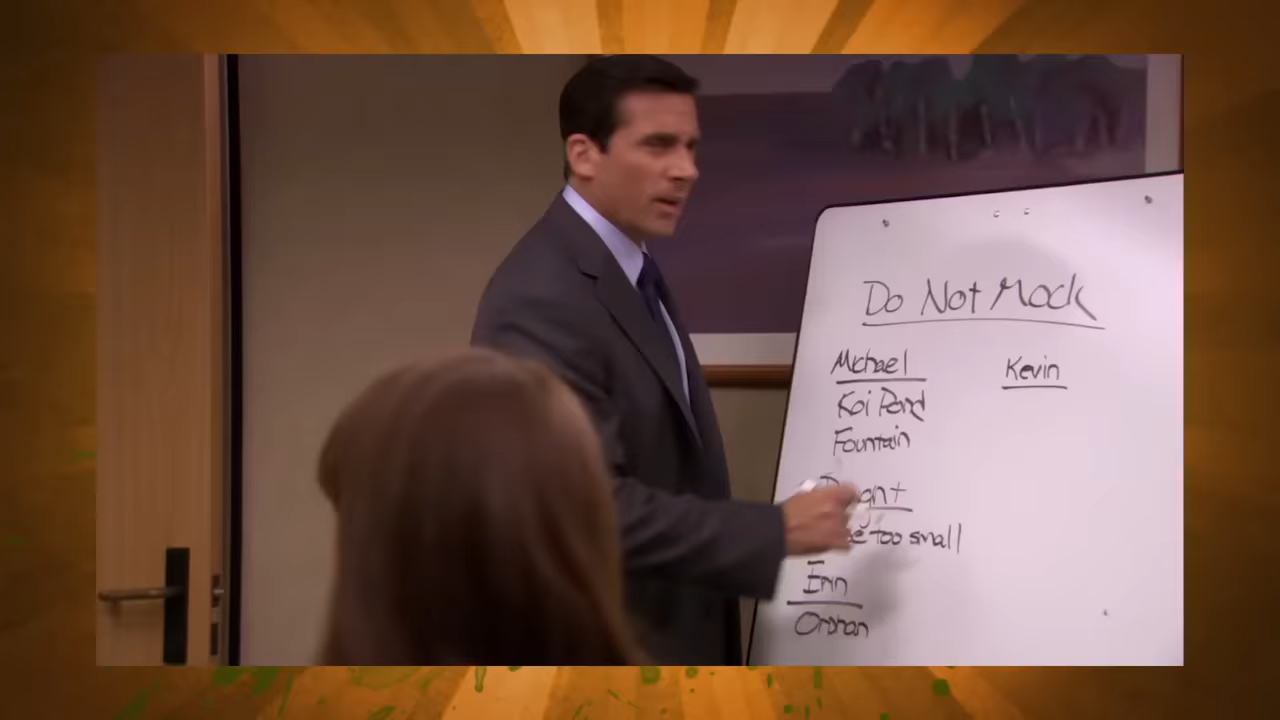 Do Not Mock
Michael
Koi Pond
Fountain
Kevin
too small
Erin
Orphan